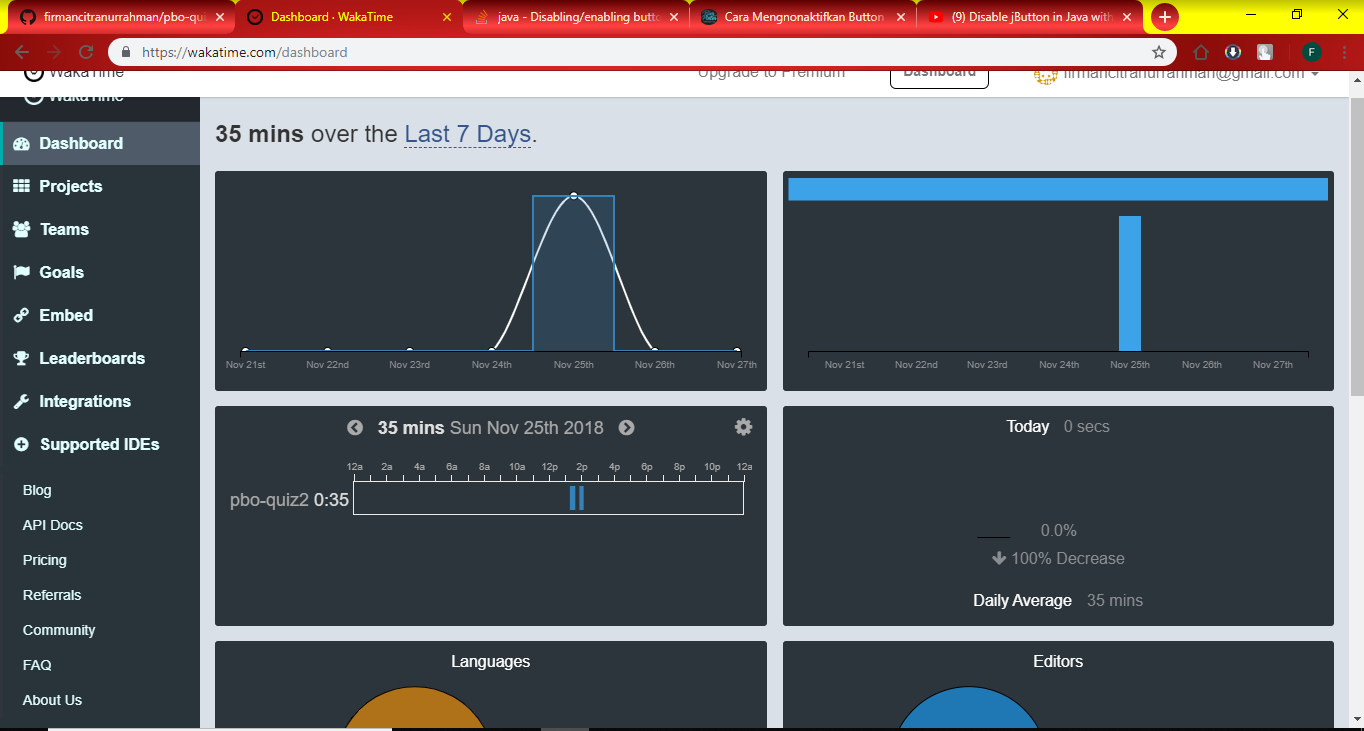 firmancitranurrahman/pbo-qui
Dashboard · WakaTime
java - Disabling/enabling butto
Cara Mengnonaktifkan Button
(9) Disable jButton in Java with
https://wakatime.com/dashboard
F
WakaTime
Upgrade to Premium
Dashboard
firmancitranurrahman@gmail.com
WakaTime
Dashboard
Projects
Teams
Goals
Embed
Leaderboards
Integrations
Supported IDEs
Blog
API Docs
Pricing
Referrals
Community
FAQ
About Us
35 mins over the Last 7 Days.
Nov 21st Nov 22nd Nov 23rd Nov 24th Nov 25th Nov 26th Nov 27th
Nov 21st Nov 22nd Nov 23rd Nov 24th Nov 25th Nov 26th Nov 27th
35 mins Sun Nov 25th 2018
12a 2a 4a 6a 8a 10a 12p 2p 4p 6p 8p 10p 12a
pbo-quiz2 0:35
Today 0 secs
0.0%
100% Decrease
Daily Average 35 mins
Languages
Editors